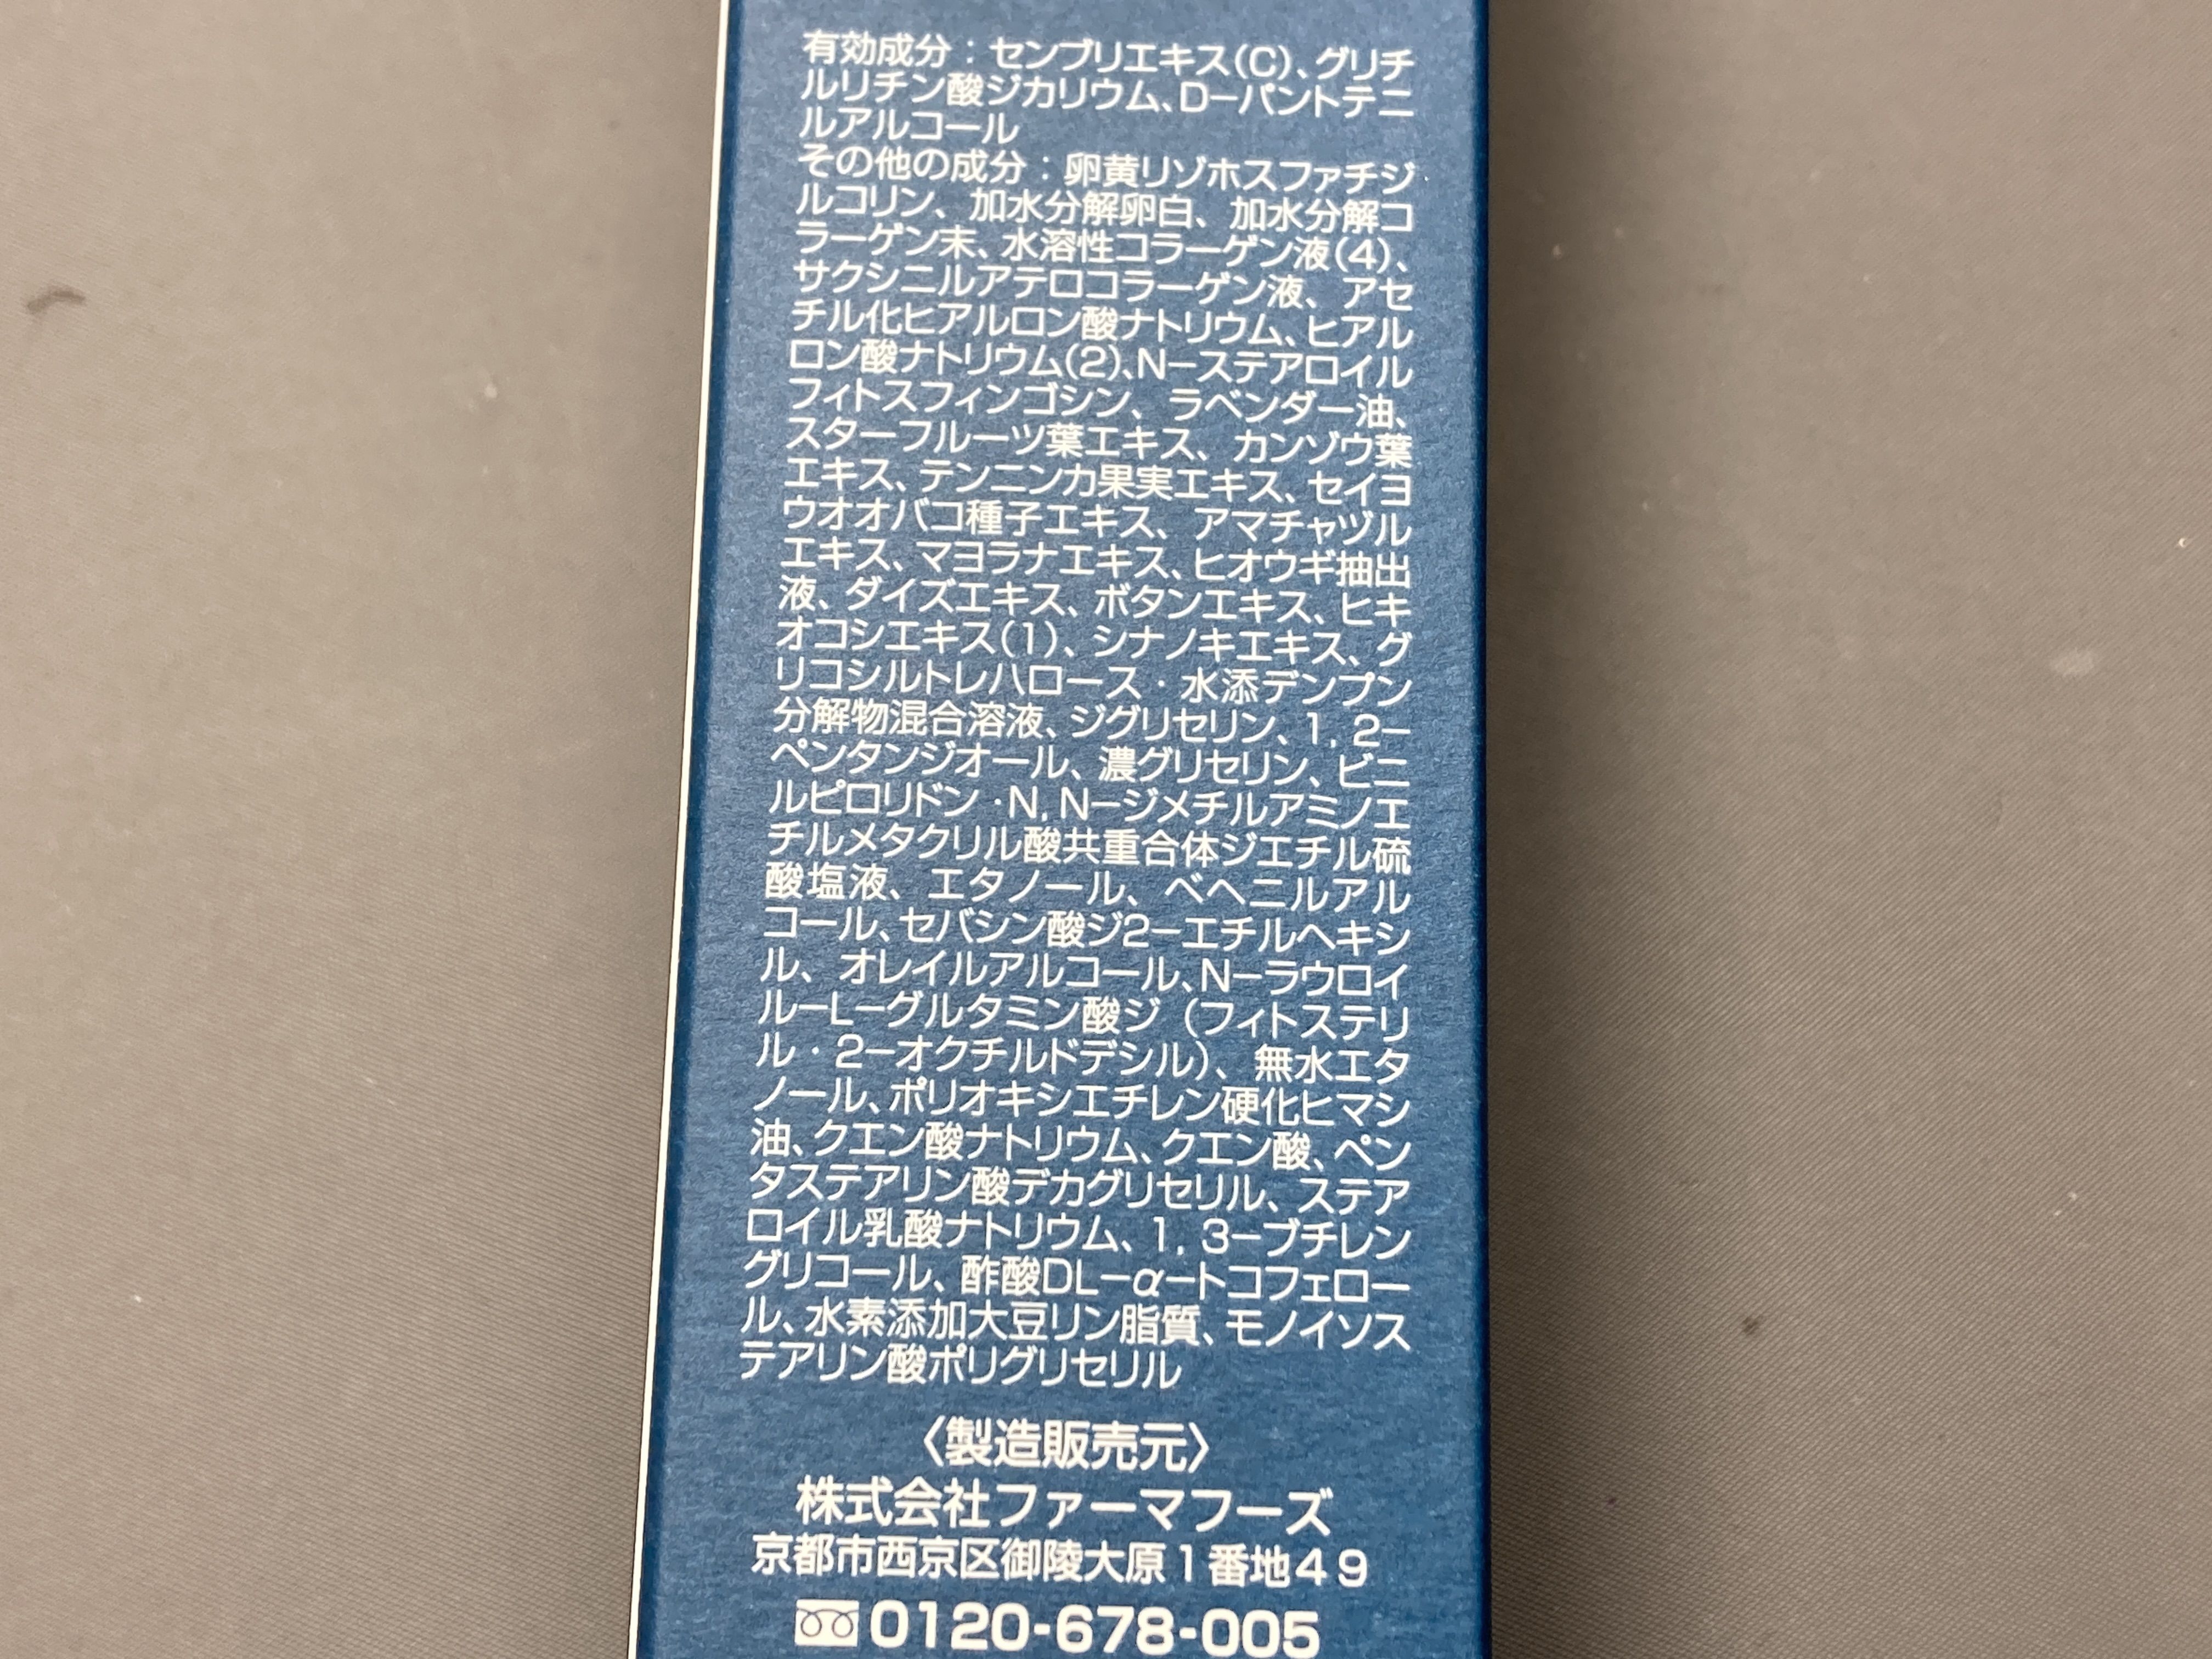 有効成分：センブリエキス(C)、グリチ
ルリチン酸ジカリウム、D−パントテニ
ルアルコール
その他の成分：卵黄リゾホスファチジ
ルコリン、加水分解卵白、加水分解コ
ラーゲン末、水溶性コラーゲン液(4)、
サクシニルアテロコラーゲン液、アセ
チル化ヒアルロン酸ナトリウム、ヒアル
ロン酸ナトリウム(2)、N−ステアロイル
フィトスフィンゴシン、ラベンダー油、
スターフルーツ葉エキス、カンゾウ葉
エキス、テンニンカ果実エキス、セイヨ
ウオオバコ種子エキス、アマチャヅル
エキス、マヨラナエキス、ヒオウギ抽出
液、ダイズエキス、ボタンエキス、ヒキ
オコシエキス(1)、シナノキエキス、グ
リコシルトレハロース・水添デンプン
分解物混合溶液、ジグリセリン、1, 2−
ペンタンジオール、濃グリセリン、ビニ
ルピロリドン・N, N−ジメチルアミノエ
チルメタクリル酸共重合体ジエチル硫
酸塩液、エタノール、ベヘニルアル
コール、セバシン酸ジ2−エチルヘキシ
ル、オレイルアルコール、N−ラウロイ
ル−L−グルタミン酸ジ（フィトステリ
ル・2−オクチルドデシル）、無水エタ
ノール、ポリオキシエチレン硬化ヒマシ
油、クエン酸ナトリウム、クエン酸、ペン
タステアリン酸デカグリセリル、ステア
ロイル乳酸ナトリウム、1, 3−ブチレン
グリコール、酢酸DL−α−トコフェロー
ル、水素添加大豆リン脂質、モノイソス
テアリン酸ポリグリセリル
〈製造販売元〉
株式会社ファーマフーズ
京都市西京区御陵大原1番地49
0120-678-005